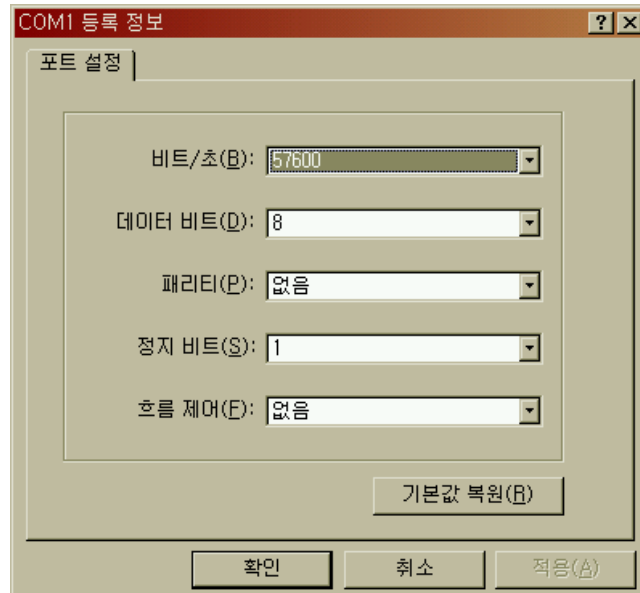 COM1 등록 정보
포트 설정
비트/초(B): 57600
데이터 비트(D): 8
패리티(P): 없음
정지 비트(S): 1
흐름 제어(F): 없음
기본값 복원(R)
확인 취소 적용(A)